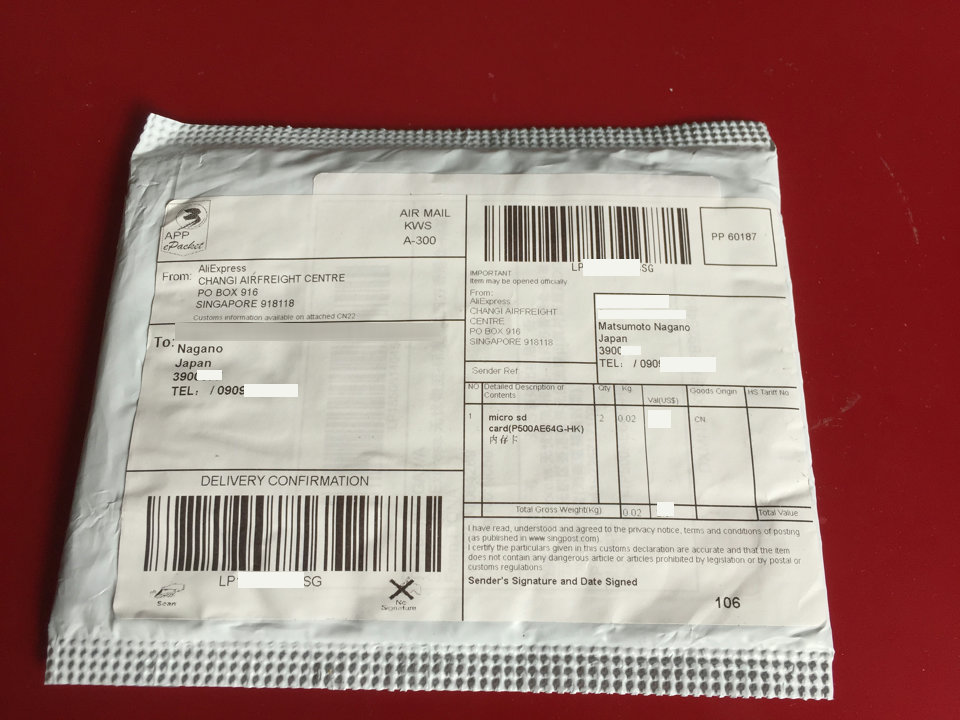 APP
ePacket
AIR MAIL
KWS
A-300
From:
AliExpress
CHANGI AIRFREIGHT CENTRE
PO BOX 916
SINGAPORE 918118
Customs information available on attached CN22
To:
Nagano
Japan
390
TEL: / 0909
DELIVERY CONFIRMATION
LP SG
Scan
No
Signature
LP SG
PP 60187
IMPORTANT
Item may be opened officially
From:
AliExpress
CHANGI AIRFREIGHT
CENTRE
PO BOX 916
SINGAPORE 918118
Sender Ref
Matsumoto Nagano
Japan
3900
TEL: / 090
NO Detailed Description of Contents Qty Kg Val(US$) Goods Origin HS Tariff No
1 micro sd 2 0.02 CN
card(P500AE64G-HK)
内存卡
Total Gross Weight(Kg) 0.02 Total Value
I have read, understood and agreed to the privacy notice, terms and conditions of posting
(as published in www.singpost.com).
I certify the particulars given in this customs declaration are accurate and that the item
does not contain any dangerous article or articles prohibited by legislation or by postal or
customs regulations.
Sender's Signature and Date Signed
106